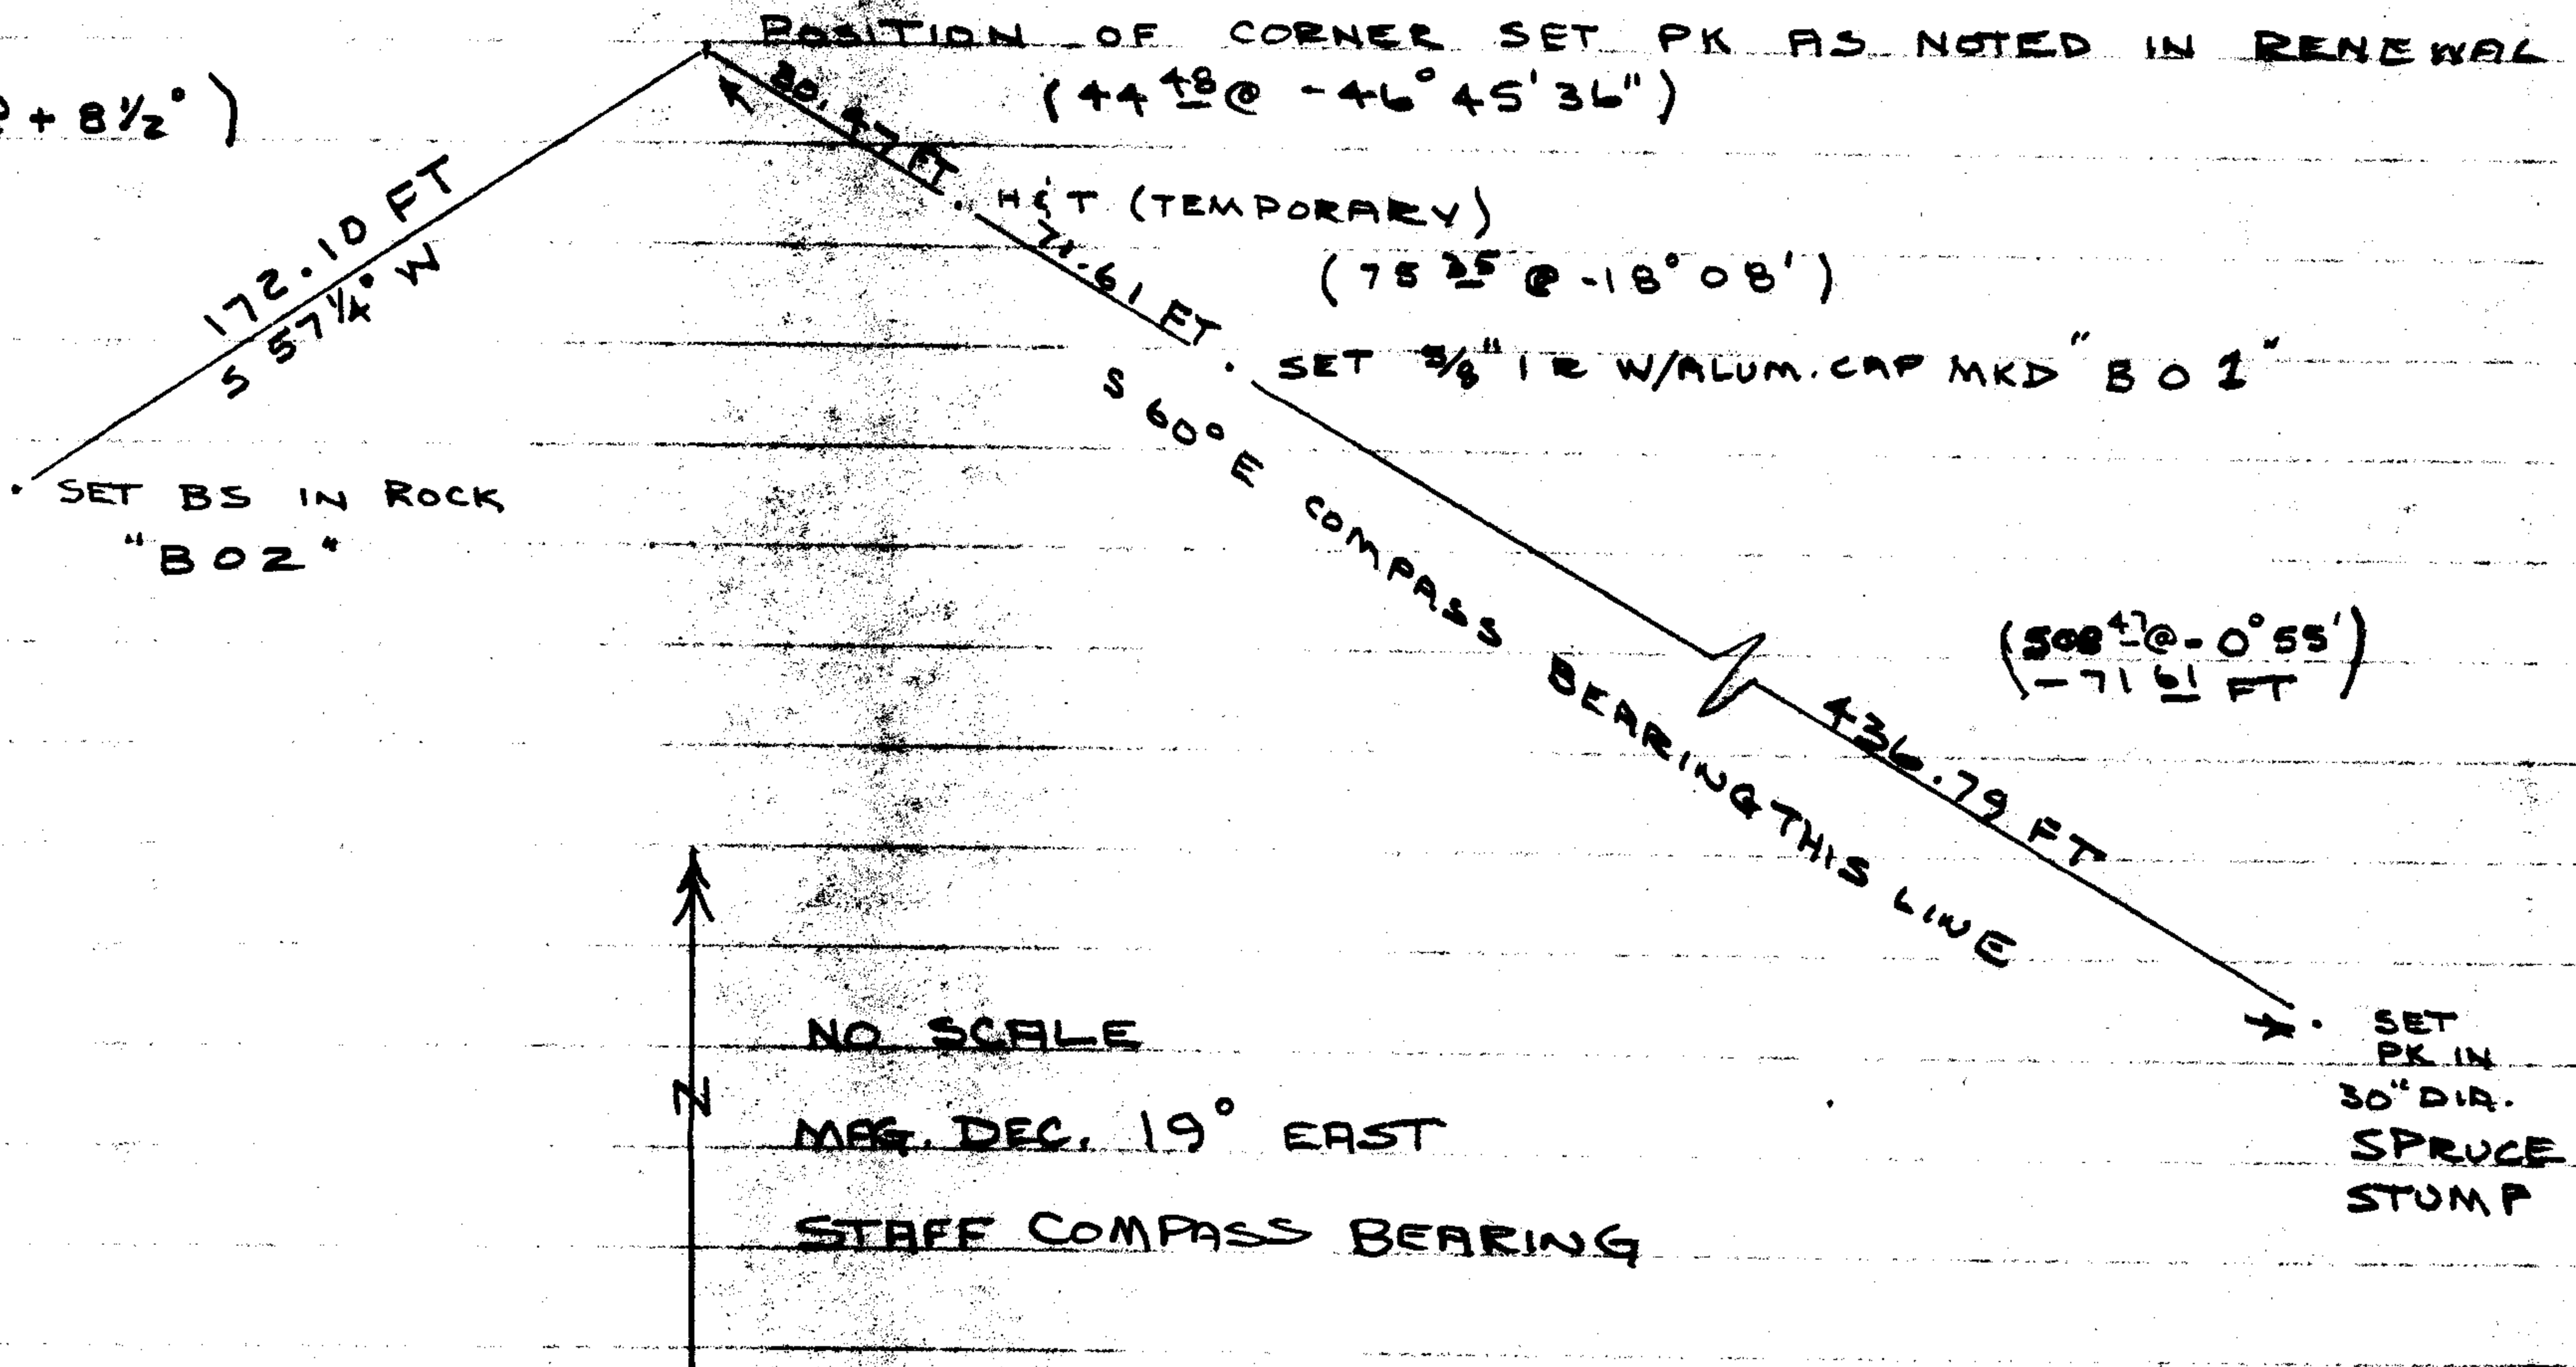 POSITION OF CORNER SET PK AS NOTED IN RENEWAL
+ 8½° )
(44 48 @ -46° 45' 36")
30.47 FT
172.10 FT
S 57¼° W
H&T (TEMPORARY)
71.61 FT
(75 35 @ -18° 08')
SET 5/8" IR W/ALUM. CAP MKD "BO1"
S 60° E COMPASS BEARING THIS LINE
SET BS IN ROCK
"BO2"
(508 47 @ - 0° 55')
- 71 61 FT
436.79 FT
NO SCALE
N
MAG. DEC. 19° EAST
STAFF COMPASS BEARING
SET
PK IN
30" DIA.
SPRUCE
STUMP